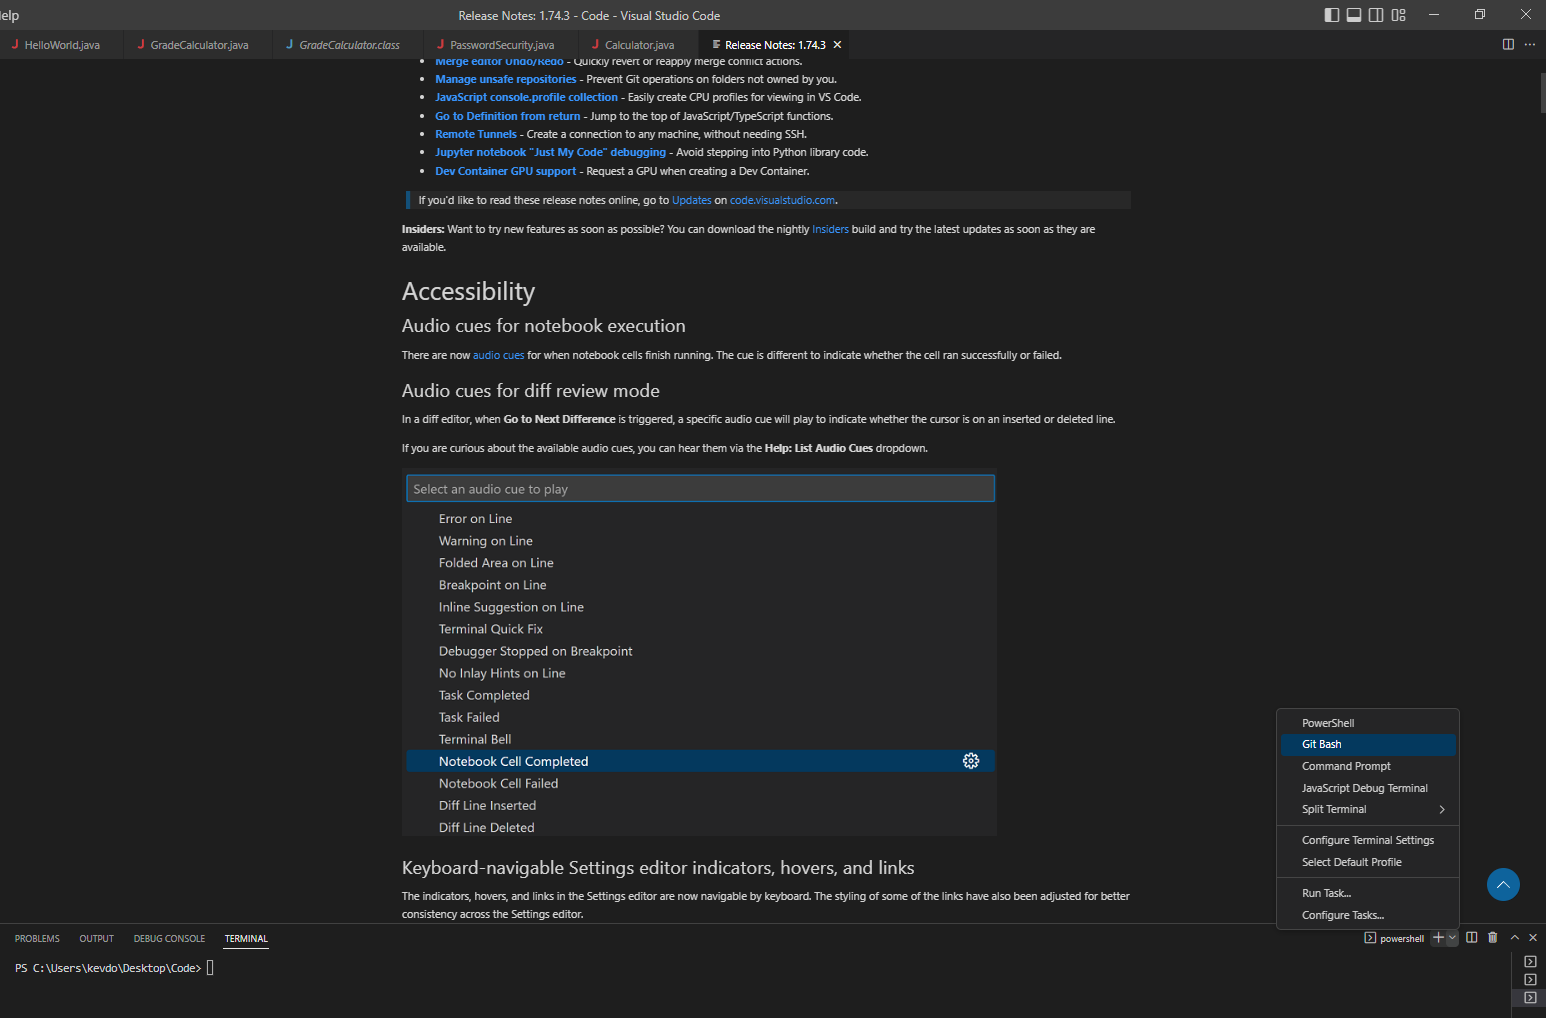 elp
Release Notes: 1.74.3 - Code - Visual Studio Code
HelloWorld.java
GradeCalculator.java
GradeCalculator.class
PasswordSecurity.java
Calculator.java
Release Notes: 1.74.3
Merge editor Undo/Redo - Quickly revert or reapply merge conflict actions.
Manage unsafe repositories - Prevent Git operations on folders not owned by you.
JavaScript console.profile collection - Easily create CPU profiles for viewing in VS Code.
Go to Definition from return - Jump to the top of JavaScript/TypeScript functions.
Remote Tunnels - Create a connection to any machine, without needing SSH.
Jupyter notebook "Just My Code" debugging - Avoid stepping into Python library code.
Dev Container GPU support - Request a GPU when creating a Dev Container.
If you'd like to read these release notes online, go to Updates on code.visualstudio.com.
Insiders: Want to try new features as soon as possible? You can download the nightly Insiders build and try the latest updates as soon as they are
available.
Accessibility
Audio cues for notebook execution
There are now audio cues for when notebook cells finish running. The cue is different to indicate whether the cell ran successfully or failed.
Audio cues for diff review mode
In a diff editor, when Go to Next Difference is triggered, a specific audio cue will play to indicate whether the cursor is on an inserted or deleted line.
If you are curious about the available audio cues, you can hear them via the Help: List Audio Cues dropdown.
Select an audio cue to play
Error on Line
Warning on Line
Folded Area on Line
Breakpoint on Line
Inline Suggestion on Line
Terminal Quick Fix
Debugger Stopped on Breakpoint
No Inlay Hints on Line
Task Completed
Task Failed
Terminal Bell
Notebook Cell Completed
Notebook Cell Failed
Diff Line Inserted
Diff Line Deleted
Keyboard-navigable Settings editor indicators, hovers, and links
The indicators, hovers, and links in the Settings editor are now navigable by keyboard. The styling of some of the links have also been adjusted for better
consistency across the Settings editor.
PowerShell
Git Bash
Command Prompt
JavaScript Debug Terminal
Split Terminal
Configure Terminal Settings
Select Default Profile
Run Task...
Configure Tasks...
PROBLEMS
OUTPUT
DEBUG CONSOLE
TERMINAL
powershell
PS C:\Users\kevdo\Desktop\Code>